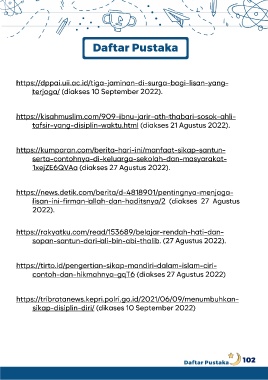 Daftar Pustaka
https://dppai.uii.ac.id/tiga-jaminan-di-surga-bagi-lisan-yang-
terjaga/ (diakses 10 September 2022).
https://kisahmuslim.com/909-ibnu-jarir-ath-thabari-sosok-ahli-
tafsir-yang-disiplin-waktu.html (diakses 21 Agustus 2022).
https://kumparan.com/berita-hari-ini/manfaat-sikap-santun-
serta-contohnya-di-keluarga-sekolah-dan-masyarakat-
1xejZE6QVAa (diakses 27 Agustus 2022).
https://news.detik.com/berita/d-4818901/pentingnya-menjaga-
lisan-ini-firman-allah-dan-haditsnya/2 (diakses 27 Agustus
2022).
https://rakyatku.com/read/153689/belajar-rendah-hati-dan-
sopan-santun-dari-ali-bin-abi-thalib. (27 Agustus 2022).
https://tirto.id/pengertian-sikap-mandiri-dalam-islam-ciri-
contoh-dan-hikmahnya-gqT6 (diakses 27 Agustus 2022)
https://tribratanews.kepri.polri.go.id/2021/06/09/menumbuhkan-
sikap-disiplin-diri/ (dikases 10 September 2022)
Daftar Pustaka 102